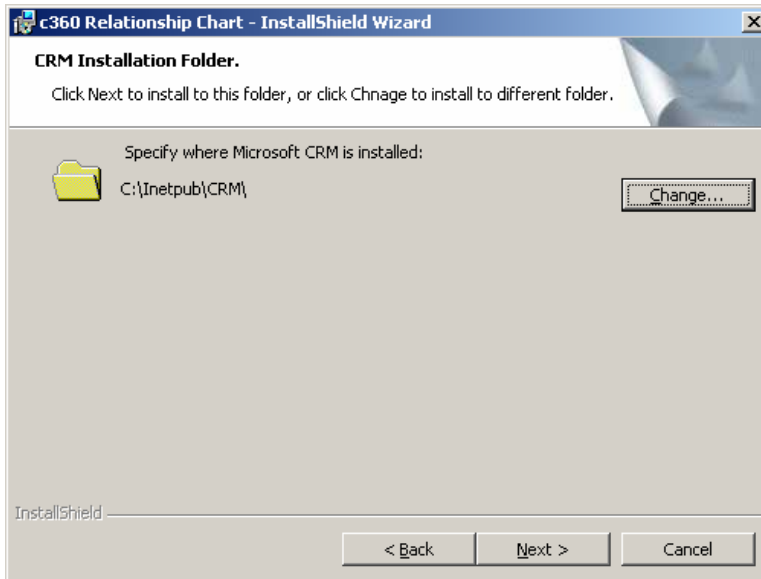 c360 Relationship Chart - InstallShield Wizard
CRM Installation Folder.
Click Next to install to this folder, or click Chnage to install to different folder.
Specify where Microsoft CRM is installed:
C:\Inetpub\CRM\
Change...
InstallShield
< Back
Next >
Cancel